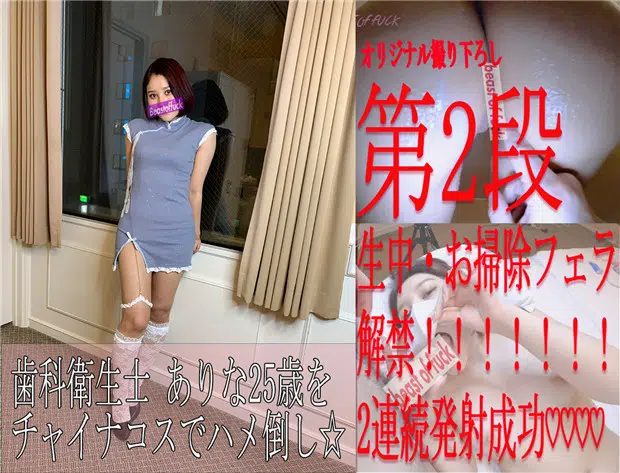 Beastoffuck
歯科衛生士 ありな25歳を
チャイナコスでハメ倒し☆
オリジナル撮り下ろし
第2段
生中・お掃除フェラ
解禁！！！！！！！
2連続発射成功♡♡♡♡♡
beastoffuck